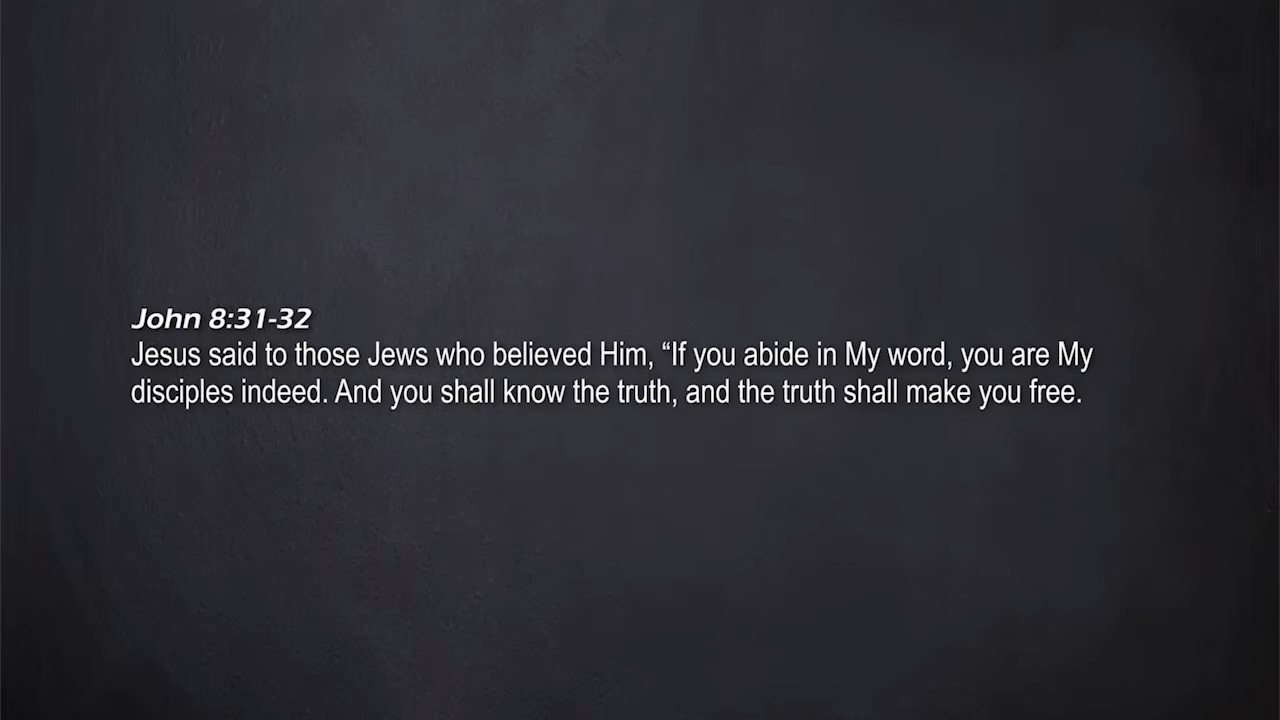 John 8:31-32
Jesus said to those Jews who believed Him, “If you abide in My word, you are My
disciples indeed. And you shall know the truth, and the truth shall make you free.